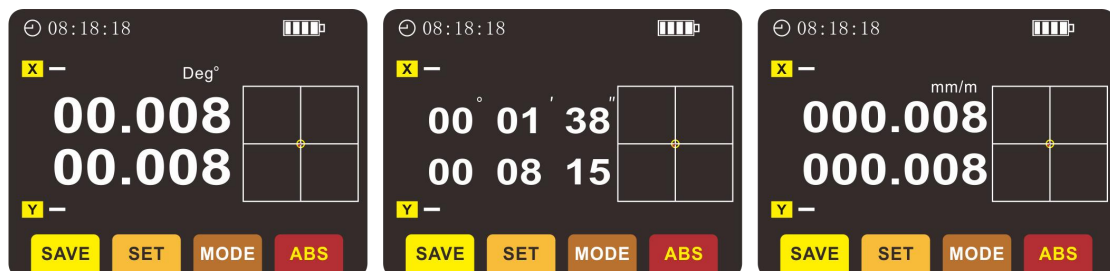 08:18:18
X —
Deg°
00.008
00.008
Y —
SAVE SET MODE ABS
08:18:18
X —
00° 01′ 38″
00 08 15
Y —
SAVE SET MODE ABS
08:18:18
X —
mm/m
000.008
000.008
Y —
SAVE SET MODE ABS